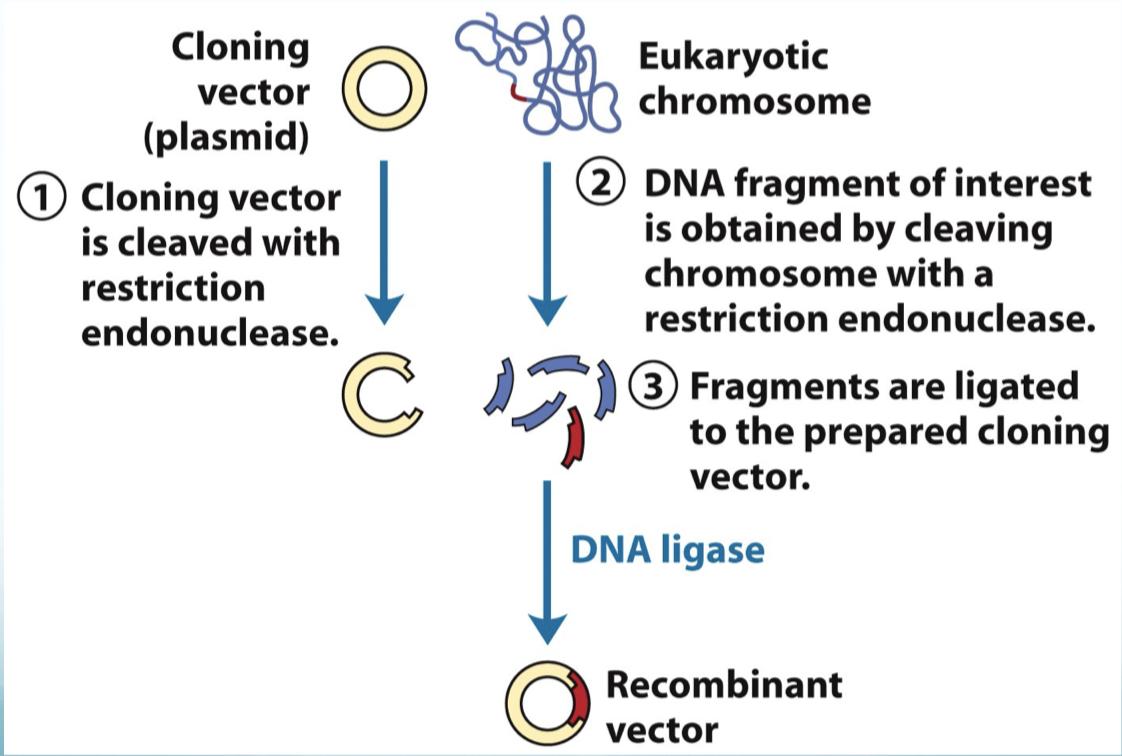 Cloning
vector
(plasmid)
Eukaryotic
chromosome
1 Cloning vector
is cleaved with
restriction
endonuclease.
2 DNA fragment of interest
is obtained by cleaving
chromosome with a
restriction endonuclease.
3 Fragments are ligated
to the prepared cloning
vector.
DNA ligase
Recombinant
vector